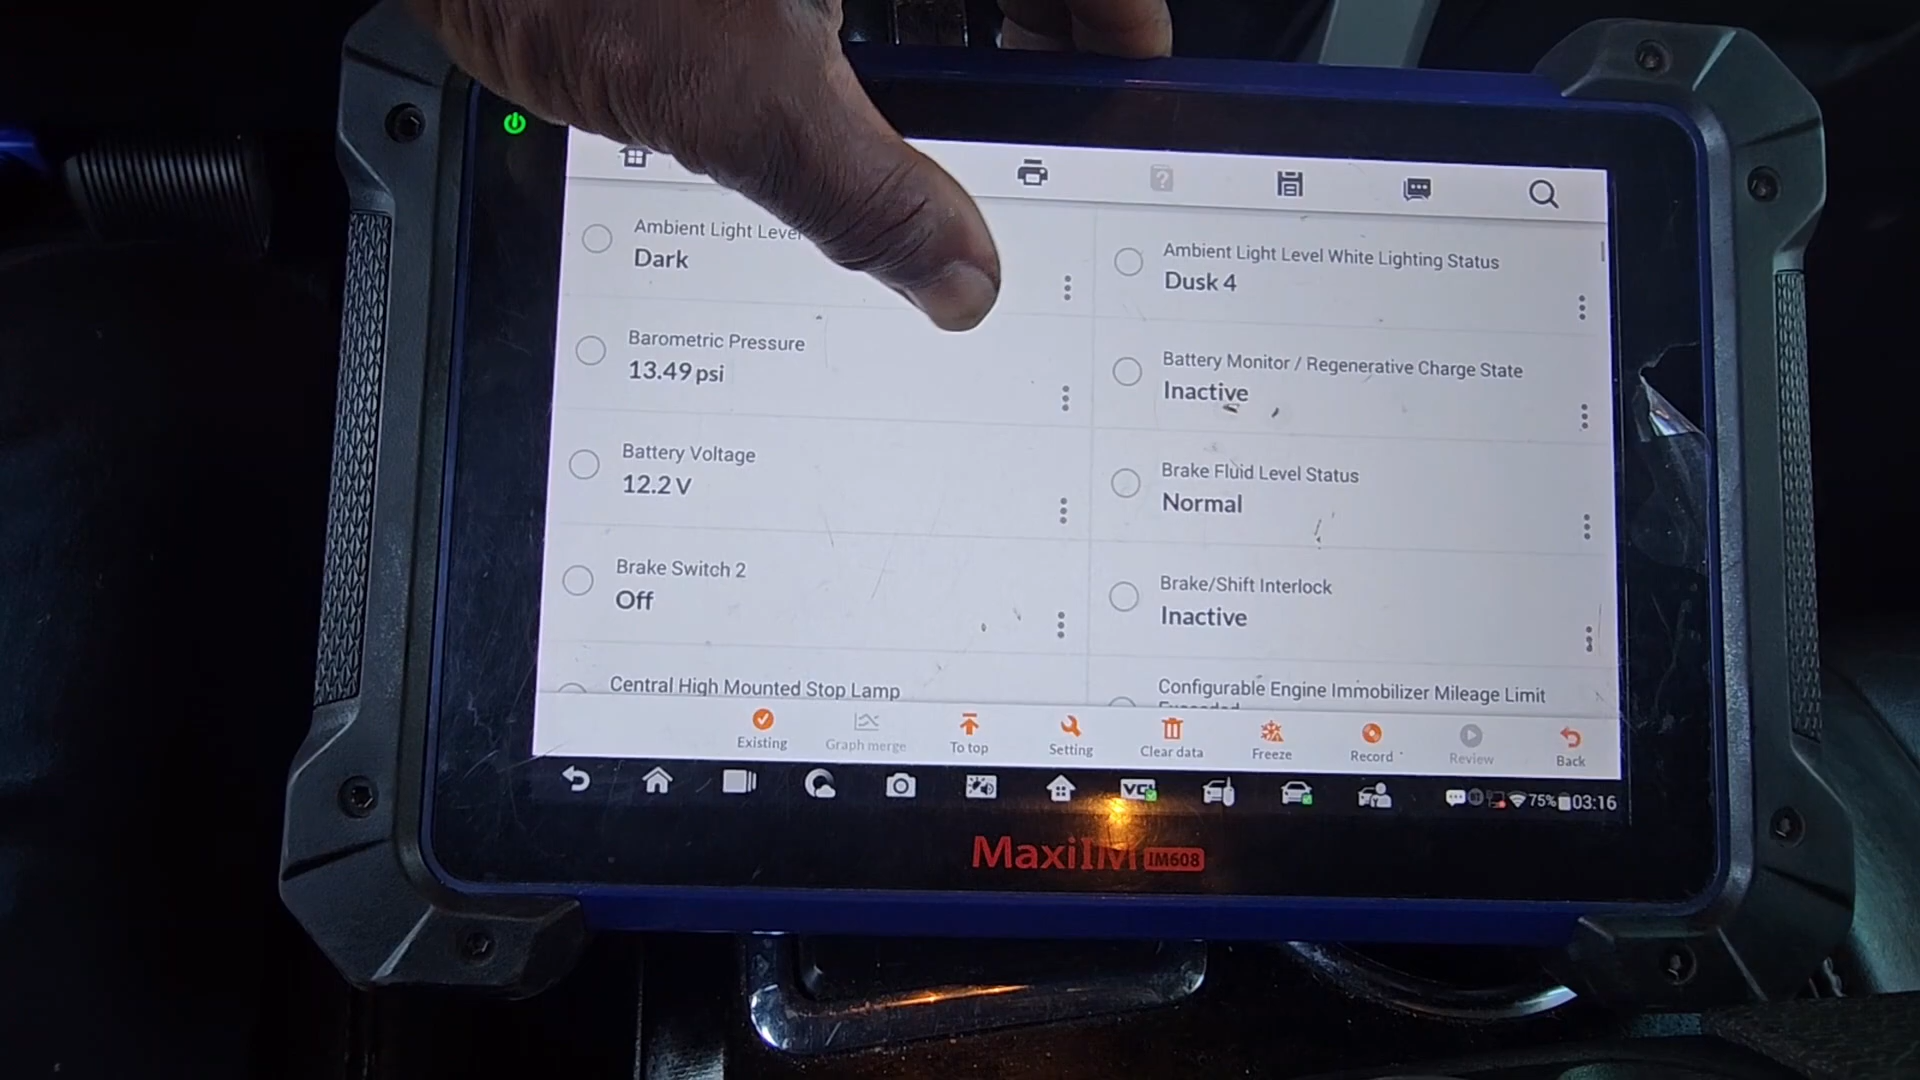 Ambient Light Leve
Dark
Ambient Light Level White Lighting Status
Dusk 4
Barometric Pressure
13.49 psi
Battery Monitor / Regenerative Charge State
Inactive
Battery Voltage
12.2 V
Brake Fluid Level Status
Normal
Brake Switch 2
Off
Brake/Shift Interlock
Inactive
Central High Mounted Stop Lamp
Configurable Engine Immobilizer Mileage Limit
Existing
Graph merge
To top
Setting
Clear data
Freeze
Record
Review
Back
VCI
75% 03:16
MaxiIM IM608